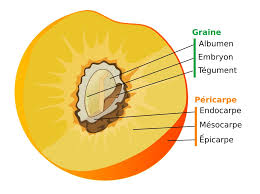 Graine
Albumen
Embryon
Tégument
Péricarpe
Endocarpe
Mésocarpe
Épicarpe